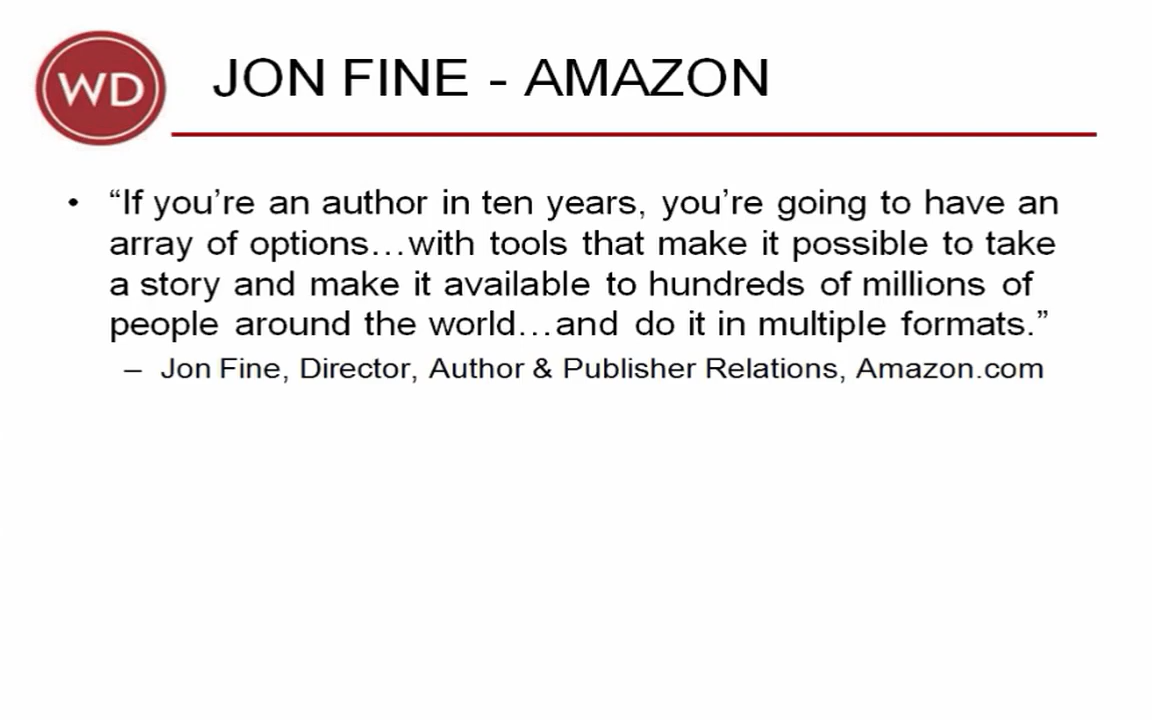 WD
JON FINE - AMAZON
• “If you’re an author in ten years, you’re going to have an
array of options…with tools that make it possible to take
a story and make it available to hundreds of millions of
people around the world…and do it in multiple formats.”
– Jon Fine, Director, Author & Publisher Relations, Amazon.com